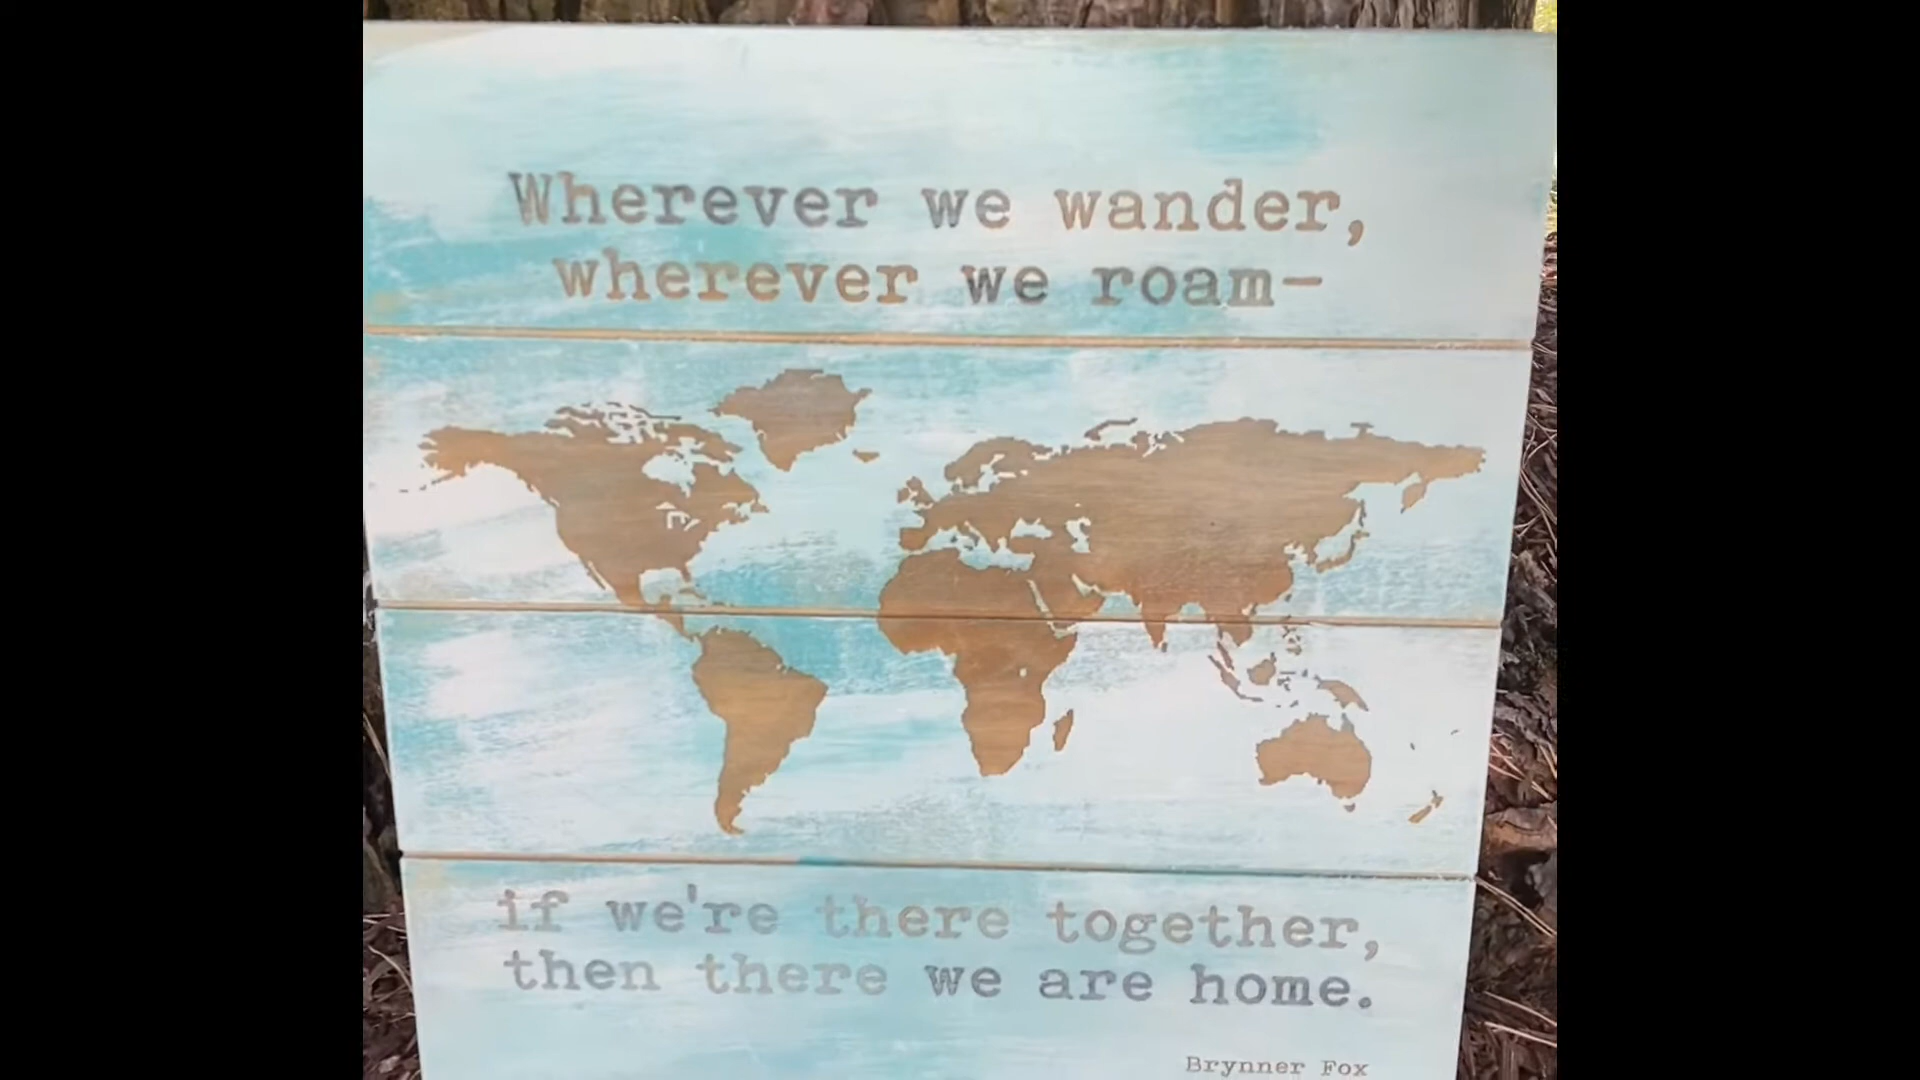 Wherever we wander,
wherever we roam-
if we're there together,
then there we are home.
Brynner Fox